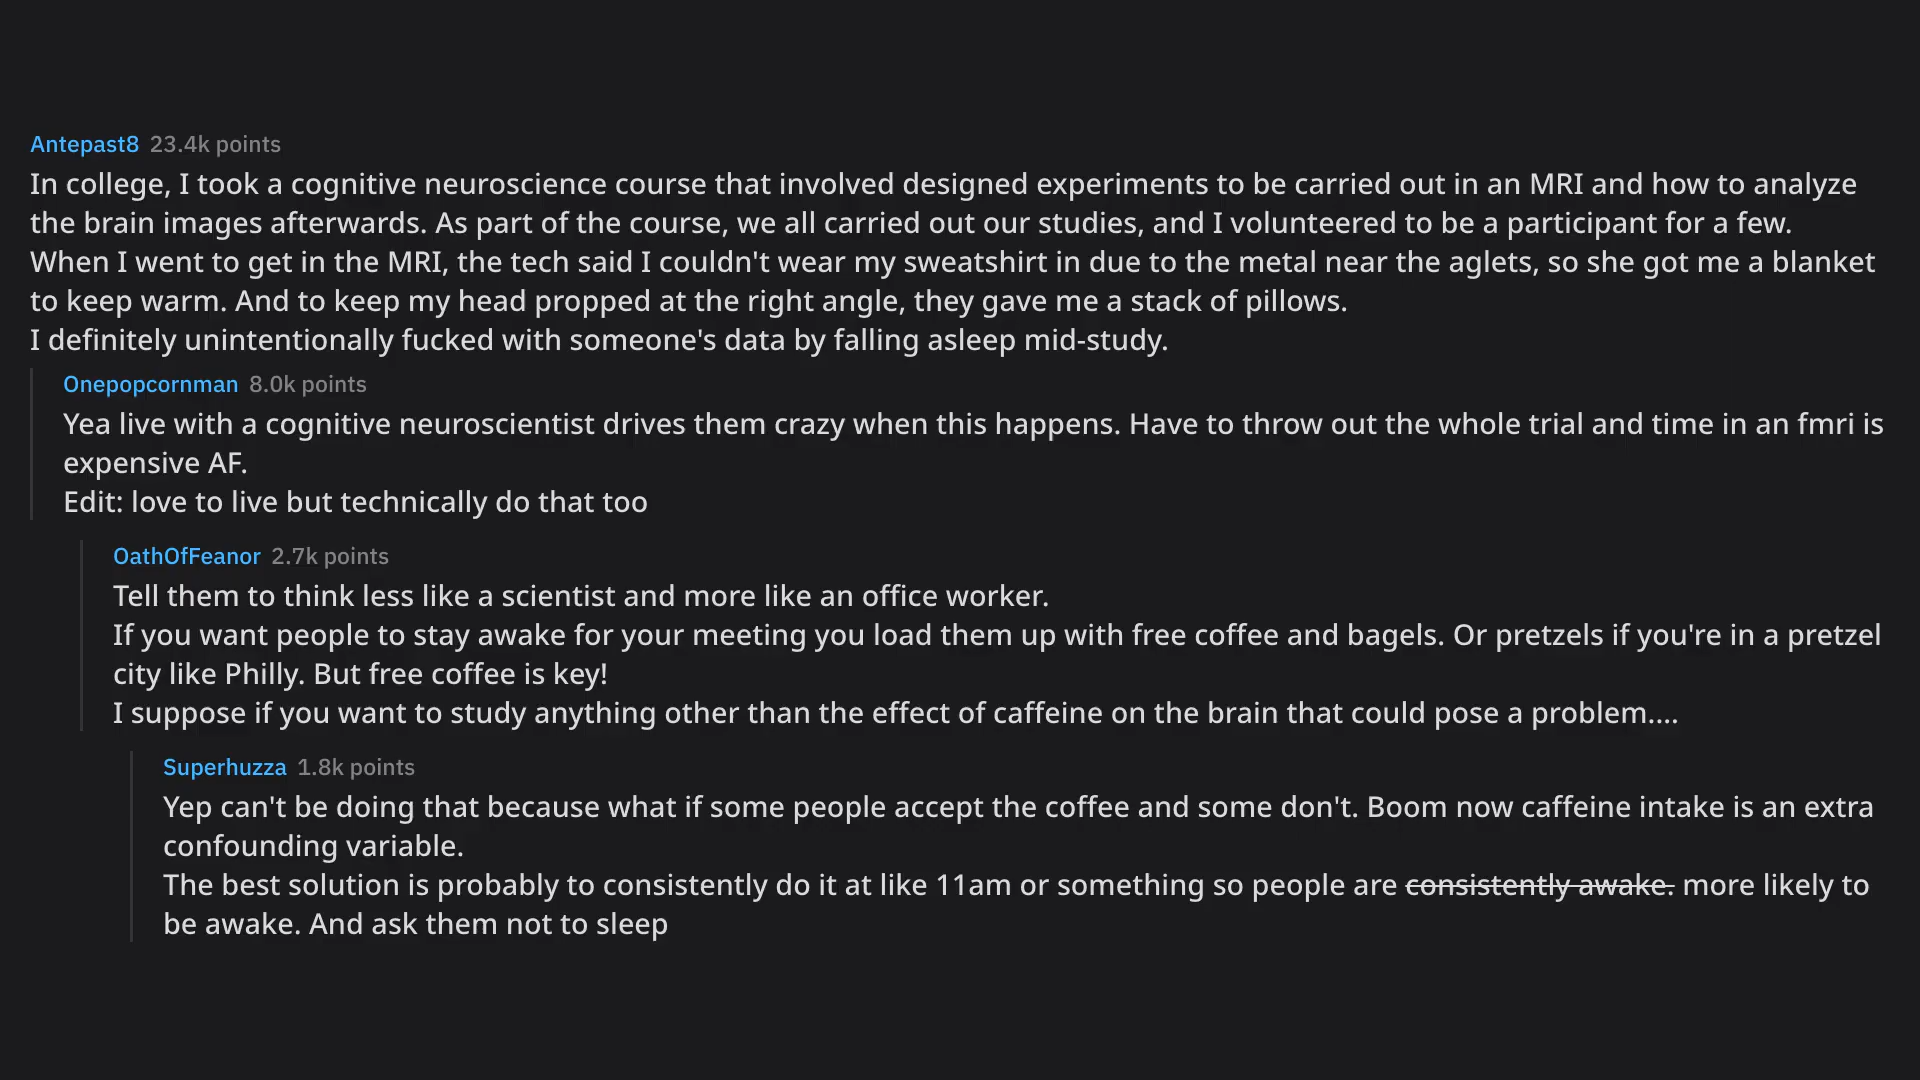 Antepast8 23.4k points
In college, I took a cognitive neuroscience course that involved designed experiments to be carried out in an MRI and how to analyze
the brain images afterwards. As part of the course, we all carried out our studies, and I volunteered to be a participant for a few.
When I went to get in the MRI, the tech said I couldn't wear my sweatshirt in due to the metal near the aglets, so she got me a blanket
to keep warm. And to keep my head propped at the right angle, they gave me a stack of pillows.
I definitely unintentionally fucked with someone's data by falling asleep mid-study.
Onepopcornman 8.0k points
Yea live with a cognitive neuroscientist drives them crazy when this happens. Have to throw out the whole trial and time in an fmri is
expensive AF.
Edit: love to live but technically do that too
OathOfFeanor 2.7k points
Tell them to think less like a scientist and more like an office worker.
If you want people to stay awake for your meeting you load them up with free coffee and bagels. Or pretzels if you're in a pretzel
city like Philly. But free coffee is key!
I suppose if you want to study anything other than the effect of caffeine on the brain that could pose a problem....
Superhuzza 1.8k points
Yep can't be doing that because what if some people accept the coffee and some don't. Boom now caffeine intake is an extra
confounding variable.
The best solution is probably to consistently do it at like 11am or something so people are consistently awake. more likely to
be awake. And ask them not to sleep